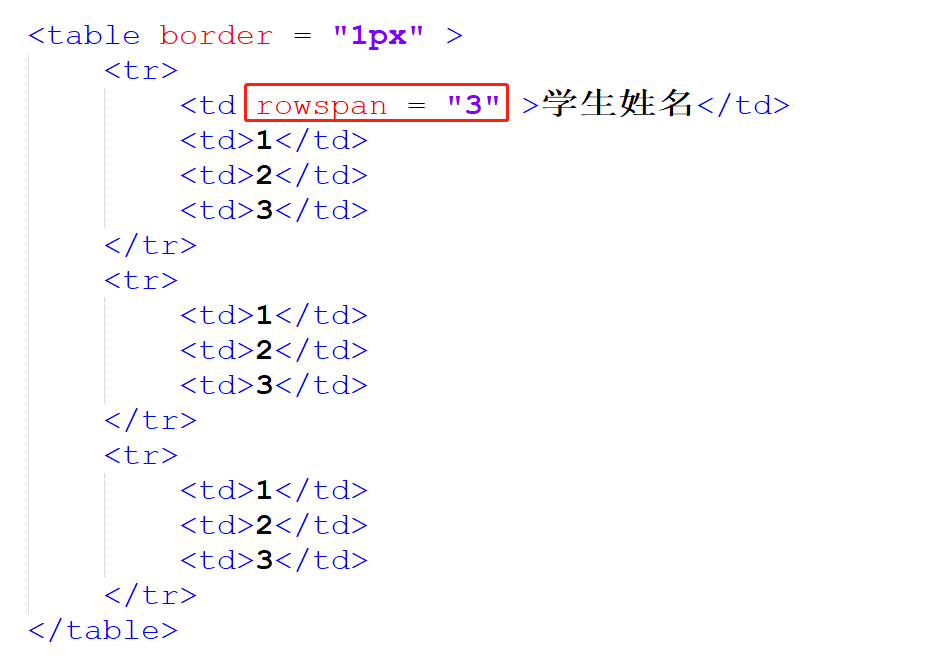 <table border = "1px" >
<tr>
<td rowspan = "3" >学生姓名</td>
<td>1</td>
<td>2</td>
<td>3</td>
</tr>
<tr>
<td>1</td>
<td>2</td>
<td>3</td>
</tr>
<tr>
<td>1</td>
<td>2</td>
<td>3</td>
</tr>
</table>